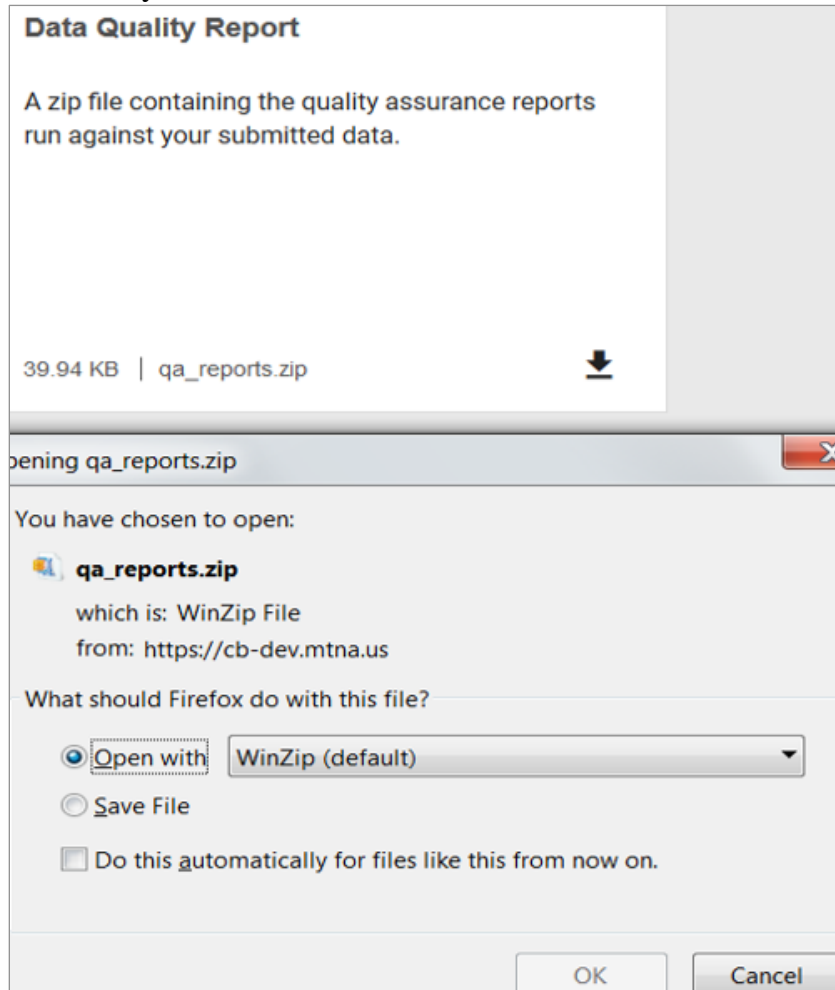 Data Quality Report
A zip file containing the quality assurance reports
run against your submitted data.
39.94 KB | qa_reports.zip
pening qa_reports.zip
You have chosen to open:
qa_reports.zip
which is: WinZip File
from: https://cb-dev.mtna.us
What should Firefox do with this file?
Open with WinZip (default)
Save File
Do this automatically for files like this from now on.
OK Cancel